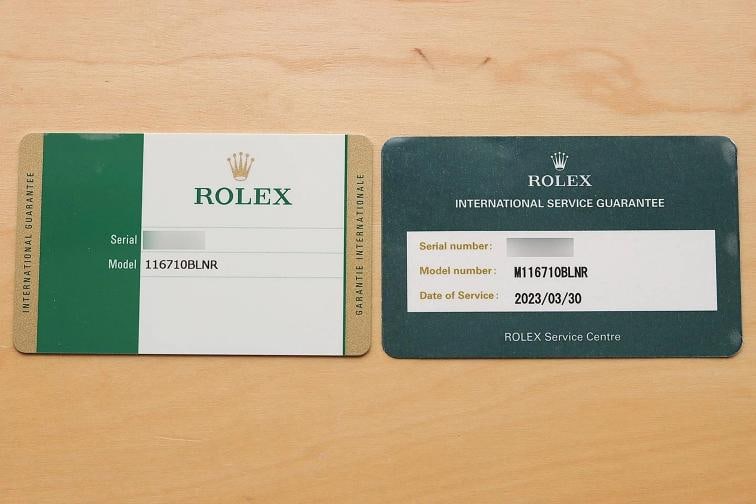 INTERNATIONAL GUARANTEE
ROLEX
Serial
Model 116710BLNR
GARANTIE INTERNATIONALE
ROLEX
INTERNATIONAL SERVICE GUARANTEE
Serial number:
Model number: M116710BLNR
Date of Service: 2023/03/30
ROLEX Service Centre